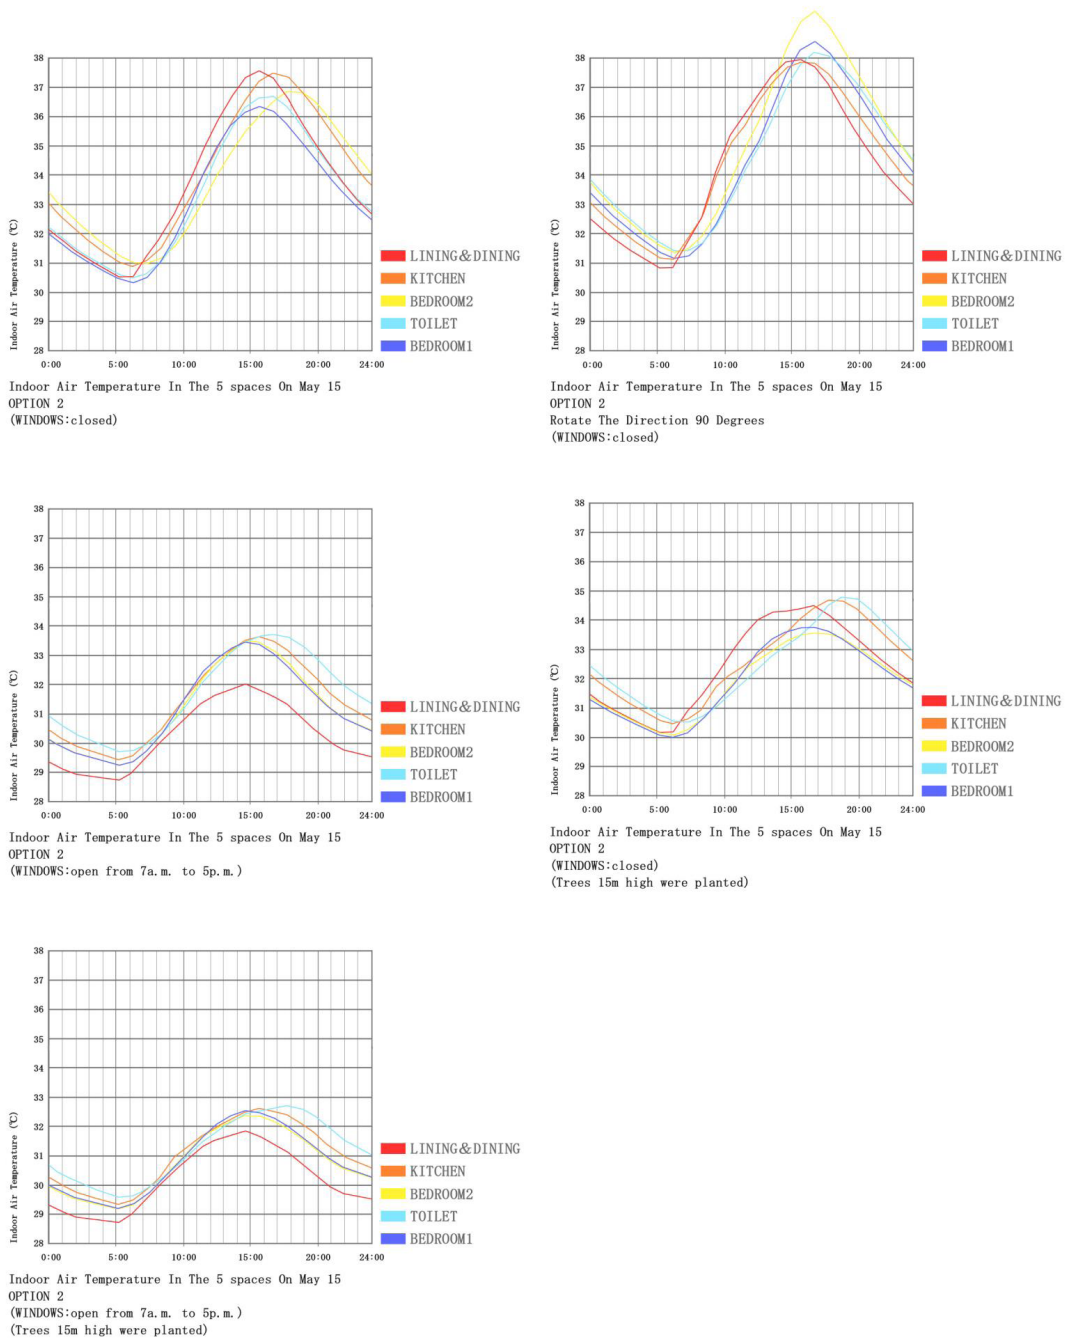 38
37
36
35
34
33
32
31
30
29
28
Indoor Air Temperature (℃)
0:00 5:00 10:00 15:00 20:00 24:00
LINING&DINING
KITCHEN
BEDROOM2
TOILET
BEDROOM1
Indoor Air Temperature In The 5 spaces On May 15
OPTION 2
(WINDOWS:closed)
38
37
36
35
34
33
32
31
30
29
28
Indoor Air Temperature (℃)
0:00 5:00 10:00 15:00 20:00 24:00
LINING&DINING
KITCHEN
BEDROOM2
TOILET
BEDROOM1
Indoor Air Temperature In The 5 spaces On May 15
OPTION 2
Rotate The Direction 90 Degrees
(WINDOWS:closed)
38
37
36
35
34
33
32
31
30
29
28
Indoor Air Temperature (℃)
0:00 5:00 10:00 15:00 20:00 24:00
LINING&DINING
KITCHEN
BEDROOM2
TOILET
BEDROOM1
Indoor Air Temperature In The 5 spaces On May 15
OPTION 2
(WINDOWS:open from 7a.m. to 5p.m.)
38
37
36
35
34
33
32
31
30
29
28
Indoor Air Temperature (℃)
0:00 5:00 10:00 15:00 20:00 24:00
LINING&DINING
KITCHEN
BEDROOM2
TOILET
BEDROOM1
Indoor Air Temperature In The 5 spaces On May 15
OPTION 2
(WINDOWS:closed)
(Trees 15m high were planted)
38
37
36
35
34
33
32
31
30
29
28
Indoor Air Temperature (℃)
0:00 5:00 10:00 15:00 20:00 24:00
LINING&DINING
KITCHEN
BEDROOM2
TOILET
BEDROOM1
Indoor Air Temperature In The 5 spaces On May 15
OPTION 2
(WINDOWS:open from 7a.m. to 5p.m.)
(Trees 15m high were planted)